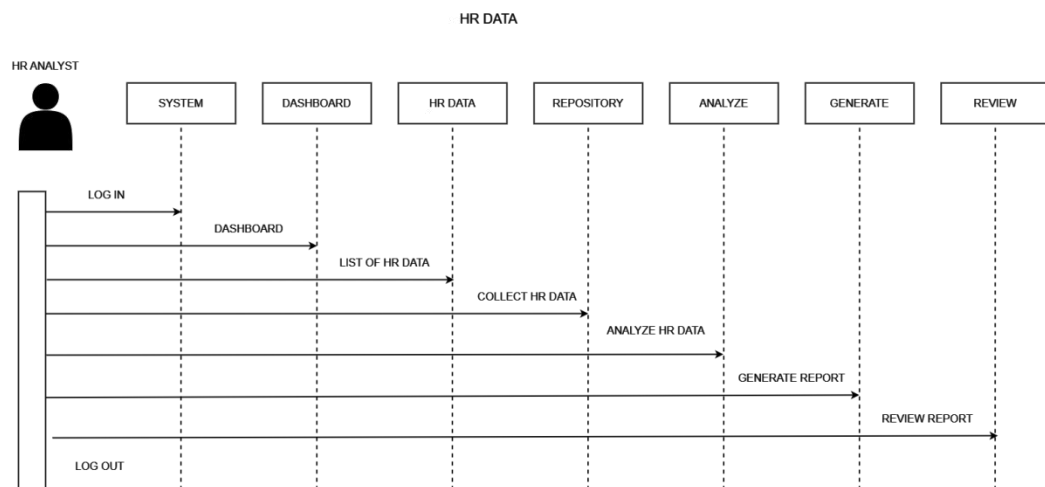 HR DATA
HR ANALYST
SYSTEM
DASHBOARD
HR DATA
REPOSITORY
ANALYZE
GENERATE
REVIEW
LOG IN
DASHBOARD
LIST OF HR DATA
COLLECT HR DATA
ANALYZE HR DATA
GENERATE REPORT
REVIEW REPORT
LOG OUT